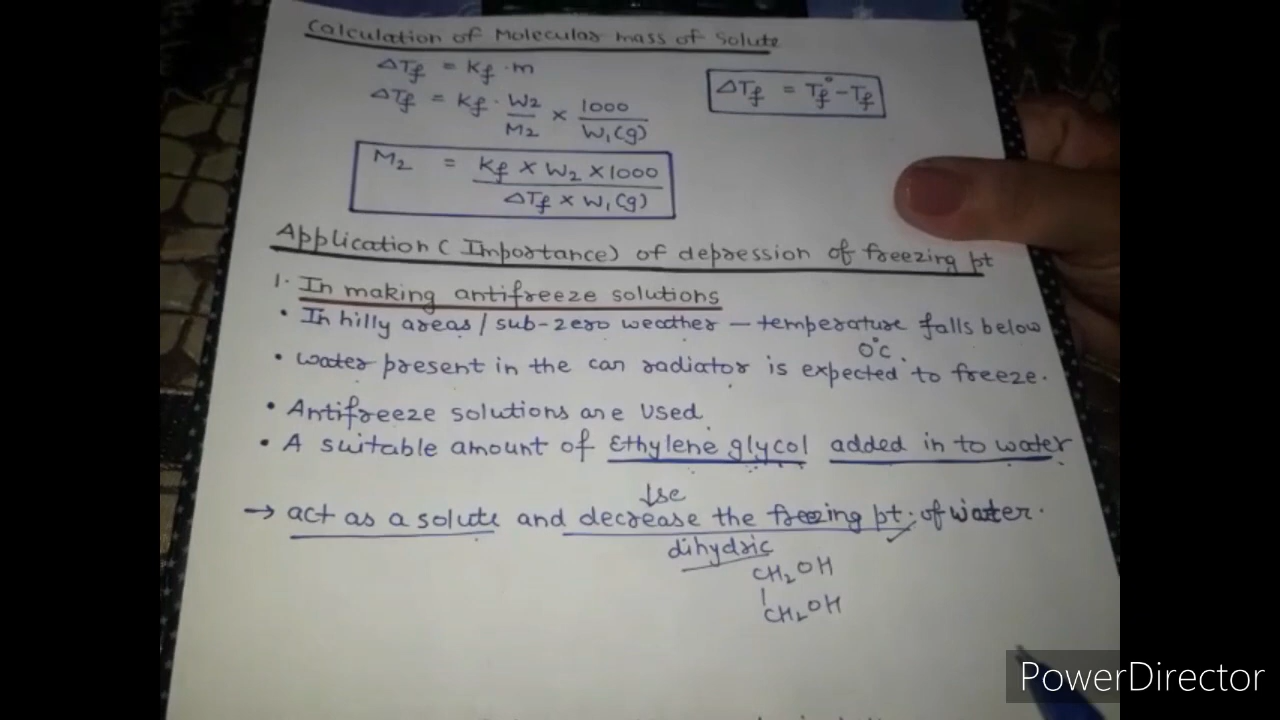 Calculation of Molecular mass of Solute
ΔTf = Kf · m
ΔTf = Kf · W2/M2 × 1000/W1(g)
ΔTf = Tf° - Tf
M2 = Kf × W2 × 1000 / ΔTf × W1(g)
Application (Importance) of depression of freezing pt
1. In making antifreeze solutions
• In hilly areas / sub-zero weather — temperature falls below
0°C.
• water present in the car radiator is expected to freeze.
• Antifreeze solutions are used.
• A suitable amount of Ethylene glycol added in to water
↓se
→ act as a solute and decrease the freezing pt. of water.
dihydric
CH2OH
|
CH2OH
PowerDirector